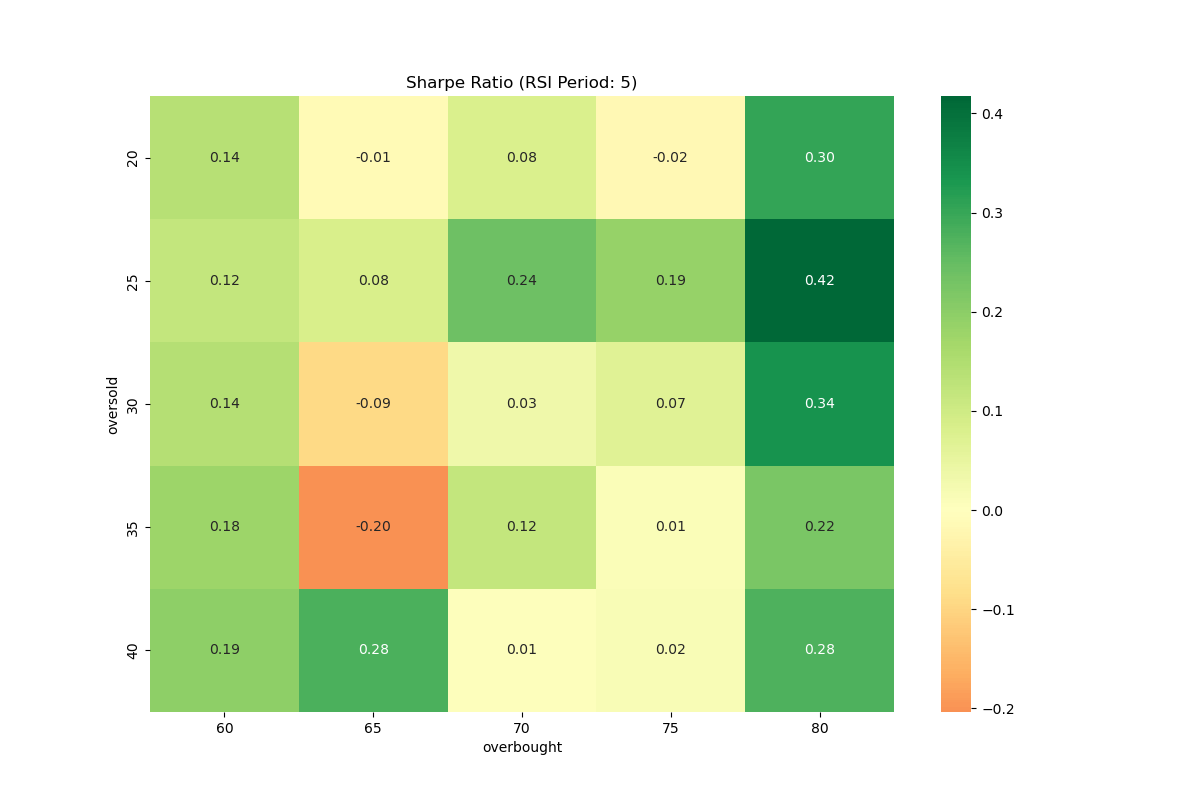 Sharpe Ratio (RSI Period: 5)
20 0.14 -0.01 0.08 -0.02 0.30
25 0.12 0.08 0.24 0.19 0.42
30 0.14 -0.09 0.03 0.07 0.34
35 0.18 -0.20 0.12 0.01 0.22
40 0.19 0.28 0.01 0.02 0.28
oversold
60 65 70 75 80
overbought
0.4
0.3
0.2
0.1
0.0
−0.1
−0.2